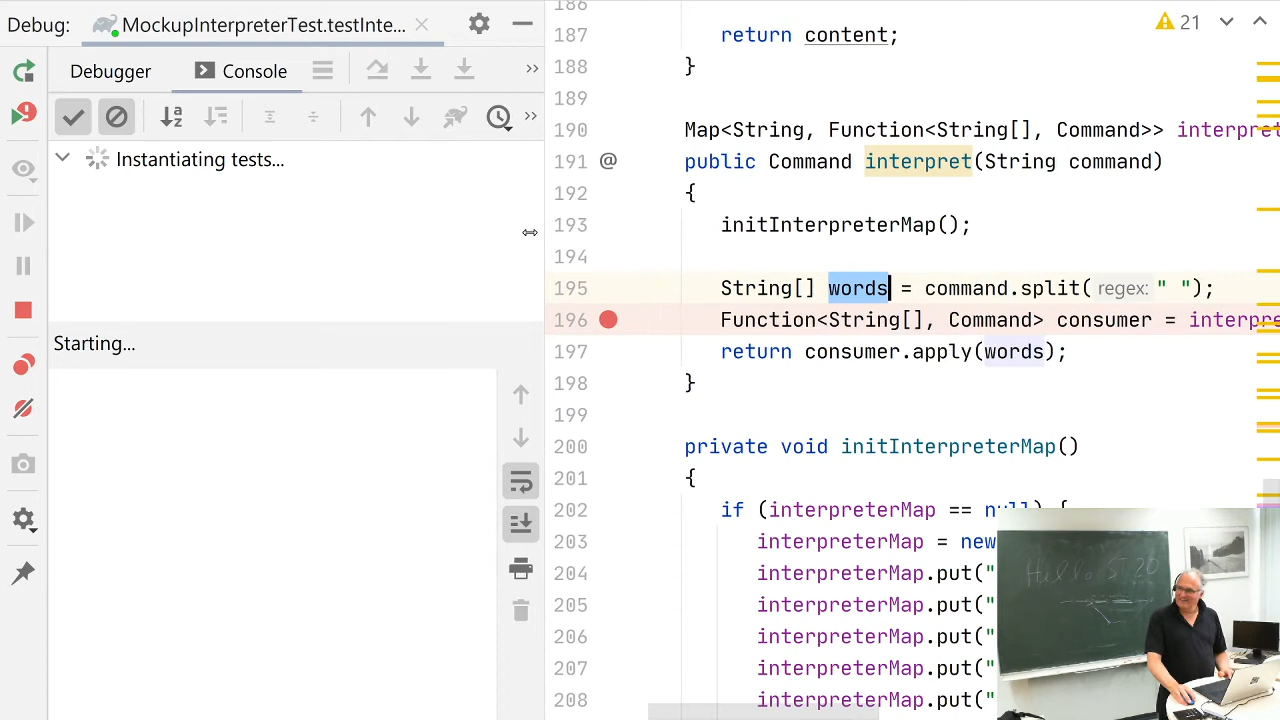 Debug: MockupInterpreterTest.testInte...
Debugger
Console
Instantiating tests...
Starting...
21
186
187 return content;
188 }
189
190 Map<String, Function<String[], Command>> interpret
191 @ public Command interpret(String command)
192 {
193 initInterpreterMap();
194
195 String[] words = command.split( regex: " ");
196 Function<String[], Command> consumer = interpre
197 return consumer.apply(words);
198 }
199
200 private void initInterpreterMap()
201 {
202 if (interpreterMap == null) {
203 interpreterMap = new
204 interpreterMap.put("
205 interpreterMap.put("
206 interpreterMap.put("
207 interpreterMap.put("
208 interpreterMap.put("
Hello ST 20